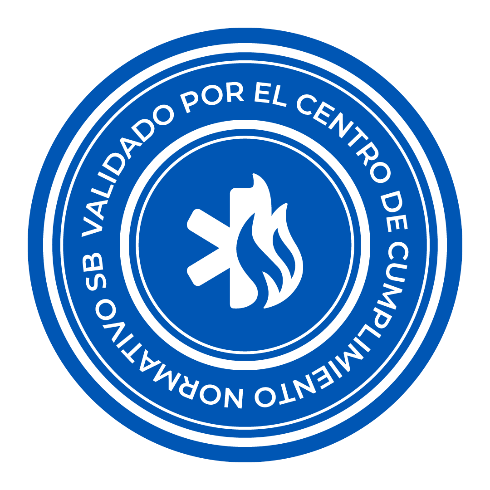 VALIDADO POR EL CENTRO DE CUMPLIMIENTO NORMATIVO SB